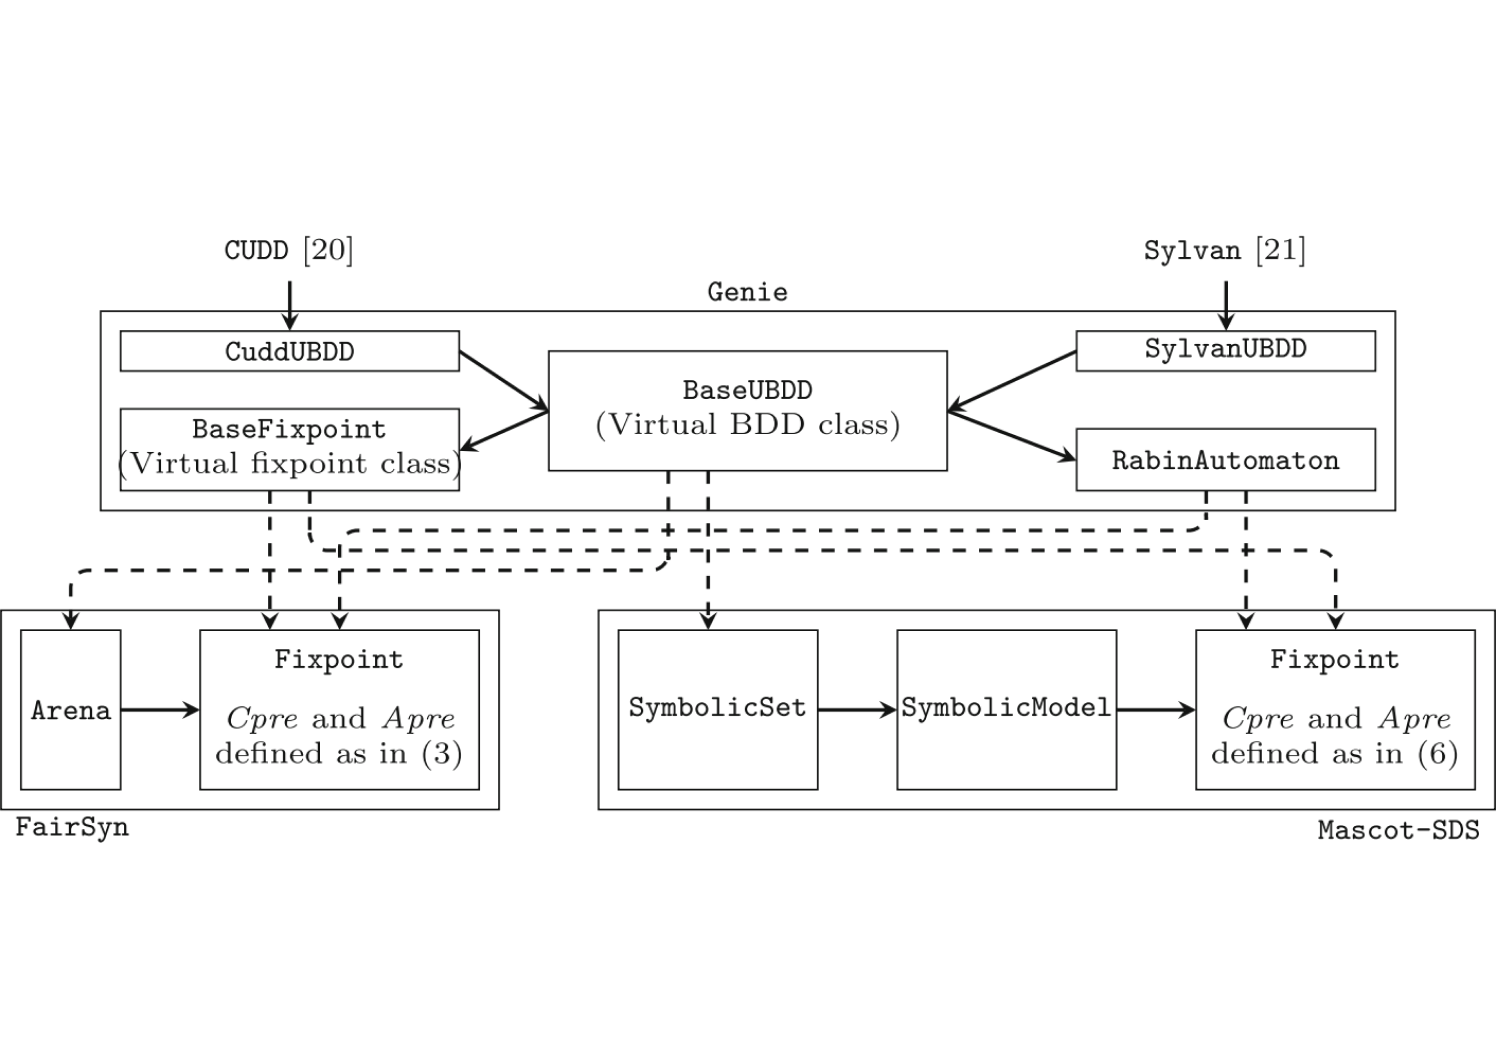 CUDD [20]
Sylvan [21]
Genie
CuddUBDD
SylvanUBDD
BaseUBDD
(Virtual BDD class)
BaseFixpoint
(Virtual fixpoint class)
RabinAutomaton
Arena
Fixpoint
Cpre and Apre
defined as in (3)
SymbolicSet
SymbolicModel
Fixpoint
Cpre and Apre
defined as in (6)
FairSyn
Mascot-SDS